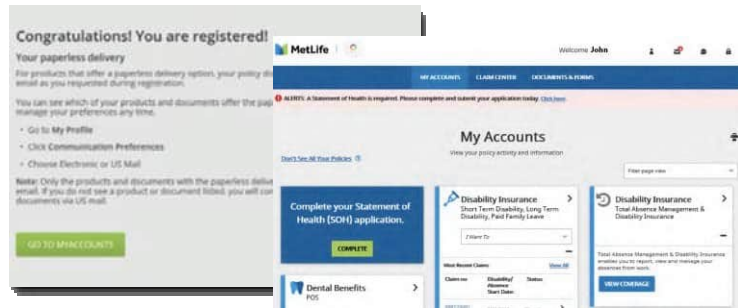 Congratulations! You are registered!
Your paperless delivery
For products that offer a paperless delivery option, your policy
email as you requested during registration.
You can see which of your products and documents offer the
manage your preferences any time.
• Go to My Profile
• Click Communication Preferences
• Choose Electronic or US Mail
Note: Only the products and documents with the paperless
email. If you do not see a product or document listed, you will
documents via US mail.
GO TO MYACCOUNTS
MetLife
Welcome John
MY ACCOUNTS CLAIM CENTER DOCUMENTS & FORMS
ALERTS: A Statement of Health is required. Please complete and submit your application today. Click here.
My Accounts
View your policy activity and information
Don't See All Your Policies
Filter page view
Complete your Statement of
Health (SOH) application.
COMPLETE
Dental Benefits
POS
Disability Insurance
Short Term Disability, Long Term
Disability, Paid Family Leave
I Want To
Most Recent Claims View All
Claim no Disability/ Status
Absence
Start Date
Disability Insurance
Total Absence Management &
Disability Insurance
Total Absence Management & Disability Insurance
enables you to report, view and manage your
absences from work.
VIEW COVERAGE